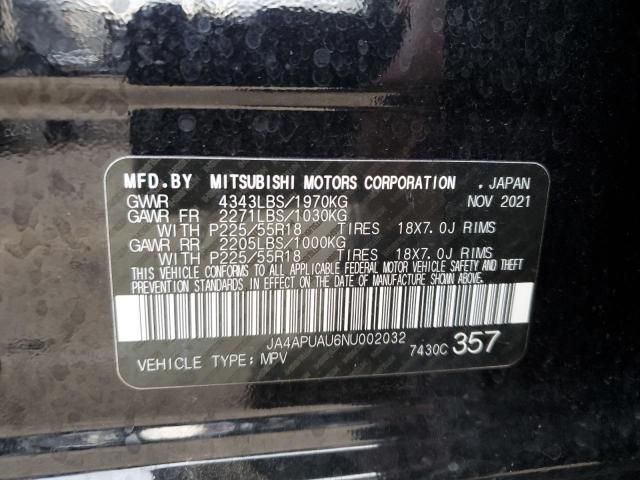 MFD.BY MITSUBISHI MOTORS CORPORATION . JAPAN
GVWR 4343LBS/1970KG NOV 2021
GAWR FR 2271LBS/1030KG
WITH P225/55R18 TIRES 18X7.0J RIMS
GAWR RR 2205LBS/1000KG
WITH P225/55R18 TIRES 18X7.0J RIMS
THIS VEHICLE CONFORMS TO ALL APPLICABLE FEDERAL MOTOR VEHICLE SAFETY AND THEFT
PREVENTION STANDARDS IN EFFECT ON THE DATE OF MANUFACTURE SHOWN ABOVE.
JA4APUAU6NU002032
VEHICLE TYPE: MPV 7430C 357